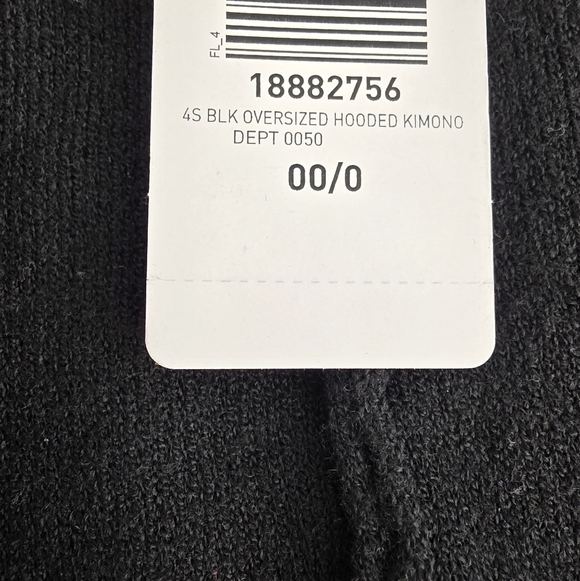 FL_4
18882756
4S BLK OVERSIZED HOODED KIMONO
DEPT 0050
00/0